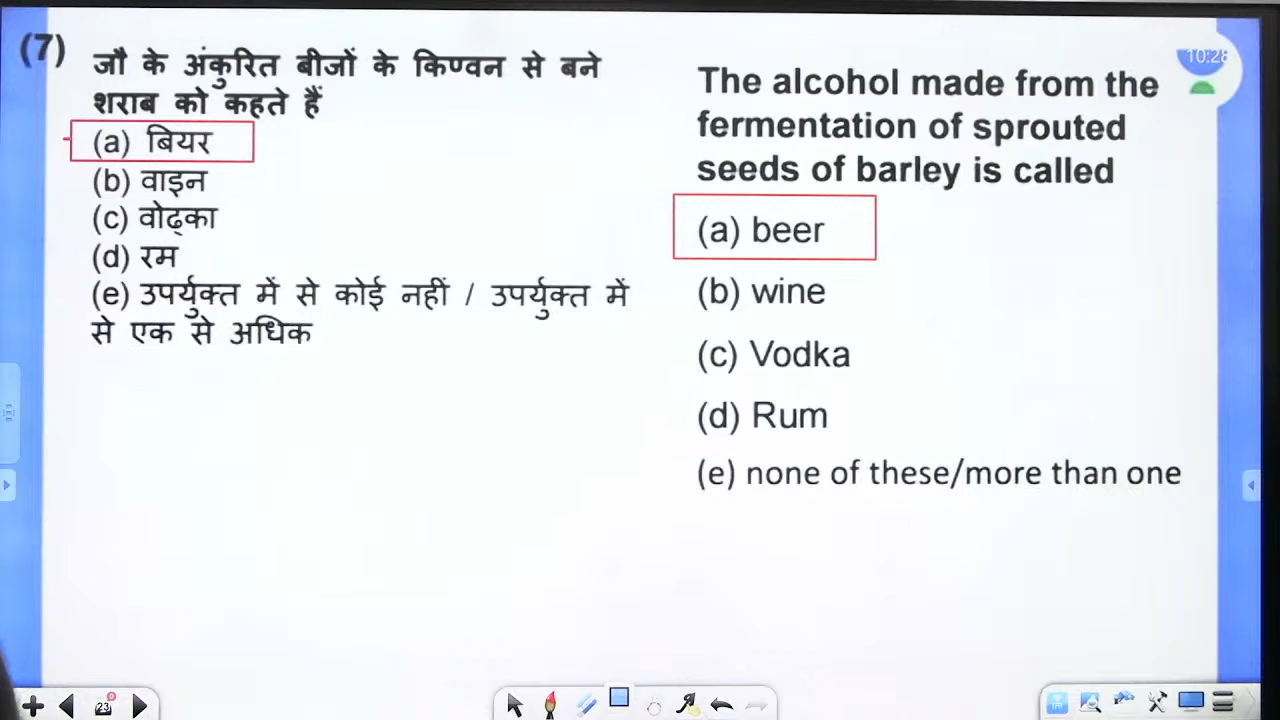 (7)
जौ के अंकुरित बीजों के किण्वन से बने
शराब को कहते हैं
(a) बियर
(b) वाइन
(c) वोढ्का
(d) रम
(e) उपर्युक्त में से कोई नहीं / उपर्युक्त में
से एक से अधिक
10:28
The alcohol made from the
fermentation of sprouted
seeds of barley is called
(a) beer
(b) wine
(c) Vodka
(d) Rum
(e) none of these/more than one
23